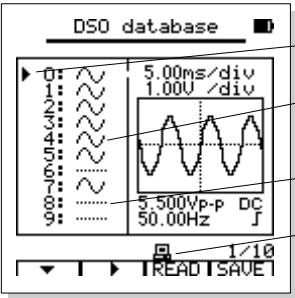 DSO database
0:
1:
2:
3:
4:
5:
6:
7:
8:
9:
5.00ms/div
1.00V /div
5.500Vp-p DC
50.00Hz
1/10
READ SAVE